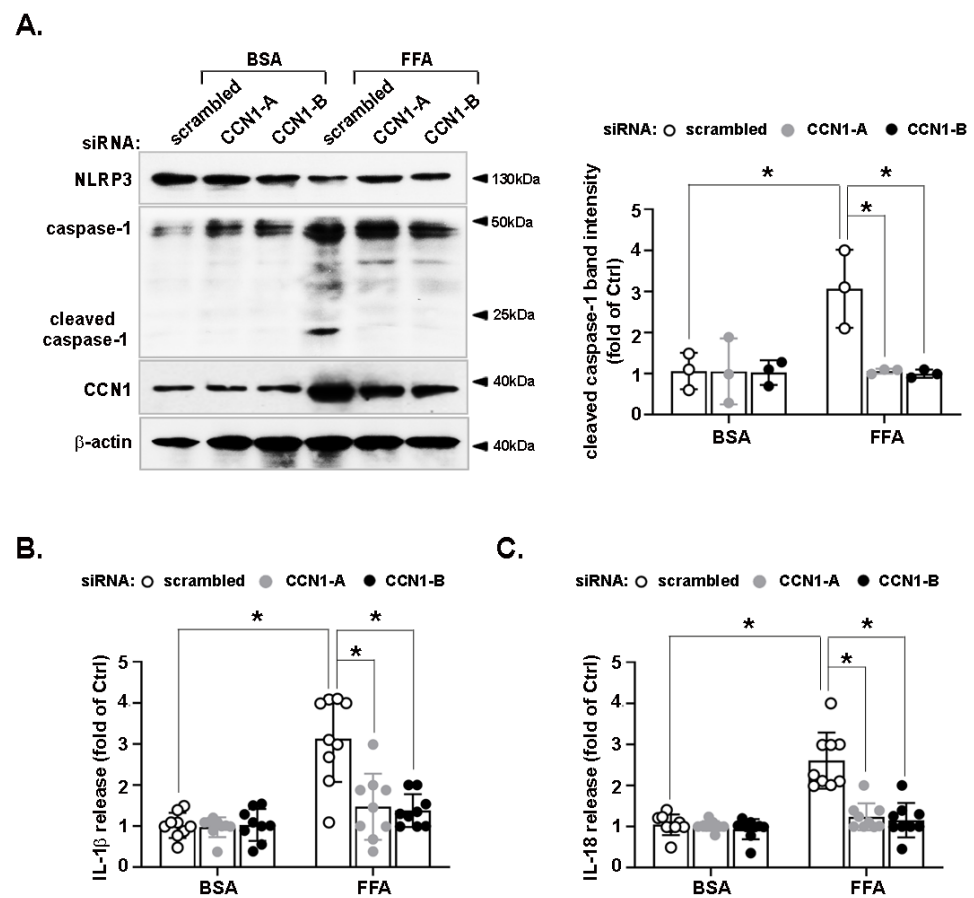 A.
BSA FFA
siRNA: scrambled CCN1-A CCN1-B scrambled CCN1-A CCN1-B
NLRP3 130kDa
caspase-1 50kDa
25kDa
cleaved
caspase-1
CCN1 40kDa
β-actin 40kDa
siRNA: scrambled CCN1-A CCN1-B
* *
*
cleaved caspase-1 band intensity
(fold of Ctrl)
5
4
3
2
1
0
BSA FFA
B.
siRNA: scrambled CCN1-A CCN1-B
* *
*
IL-1β release (fold of Ctrl)
5
4
3
2
1
0
BSA FFA
C.
siRNA: scrambled CCN1-A CCN1-B
* *
*
IL-18 release (fold of Ctrl)
5
4
3
2
1
0
BSA FFA